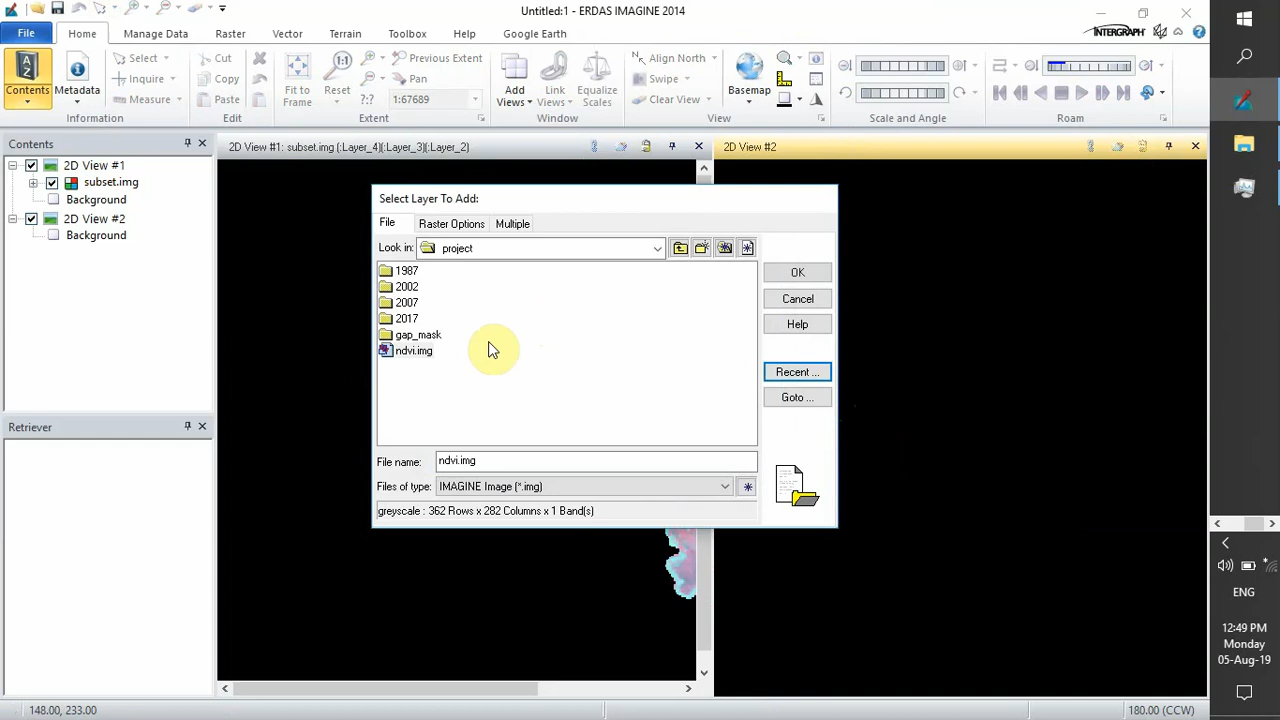 Untitled:1 - ERDAS IMAGINE 2014
File Home Manage Data Raster Vector Terrain Toolbox Help Google Earth
INTERGRAPH
Contents Metadata Select Inquire Measure Cut Copy Paste Fit to Frame 1:1 Reset Previous Extent Pan ?:? 1:67689 Add Views Link Views Equalize Scales Align North Swipe Clear View Basemap
Information Edit Extent Window View Scale and Angle Roam
Contents
2D View #1: subset.img (:Layer_4)(:Layer_3)(:Layer_2)
2D View #2
2D View #1
subset.img
Background
2D View #2
Background
Retriever
Select Layer To Add:
File Raster Options Multiple
Look in: project
1987
2002
2007
2017
gap_mask
ndvi.img
OK
Cancel
Help
Recent ...
Goto ...
File name: ndvi.img
Files of type: IMAGINE Image (*.img)
greyscale : 362 Rows x 282 Columns x 1 Band(s)
148.00, 233.00
180.00 (CCW)
ENG
12:49 PM
Monday
05-Aug-19